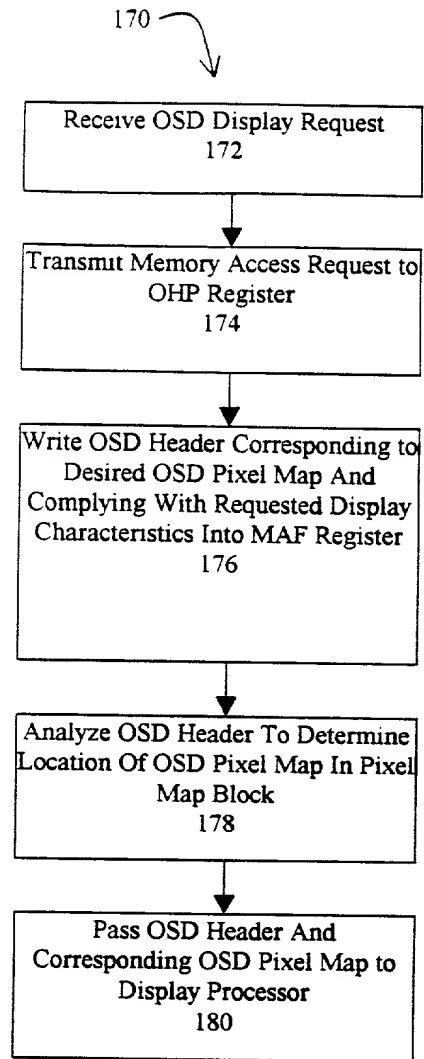 170
Receive OSD Display Request
172
Transmit Memory Access Request to
OHP Register
174
Write OSD Header Corresponding to
Desired OSD Pixel Map And
Complying With Requested Display
Characteristics Into MAF Register
176
Analyze OSD Header To Determine
Location Of OSD Pixel Map In Pixel
Map Block
178
Pass OSD Header And
Corresponding OSD Pixel Map to
Display Processor
180